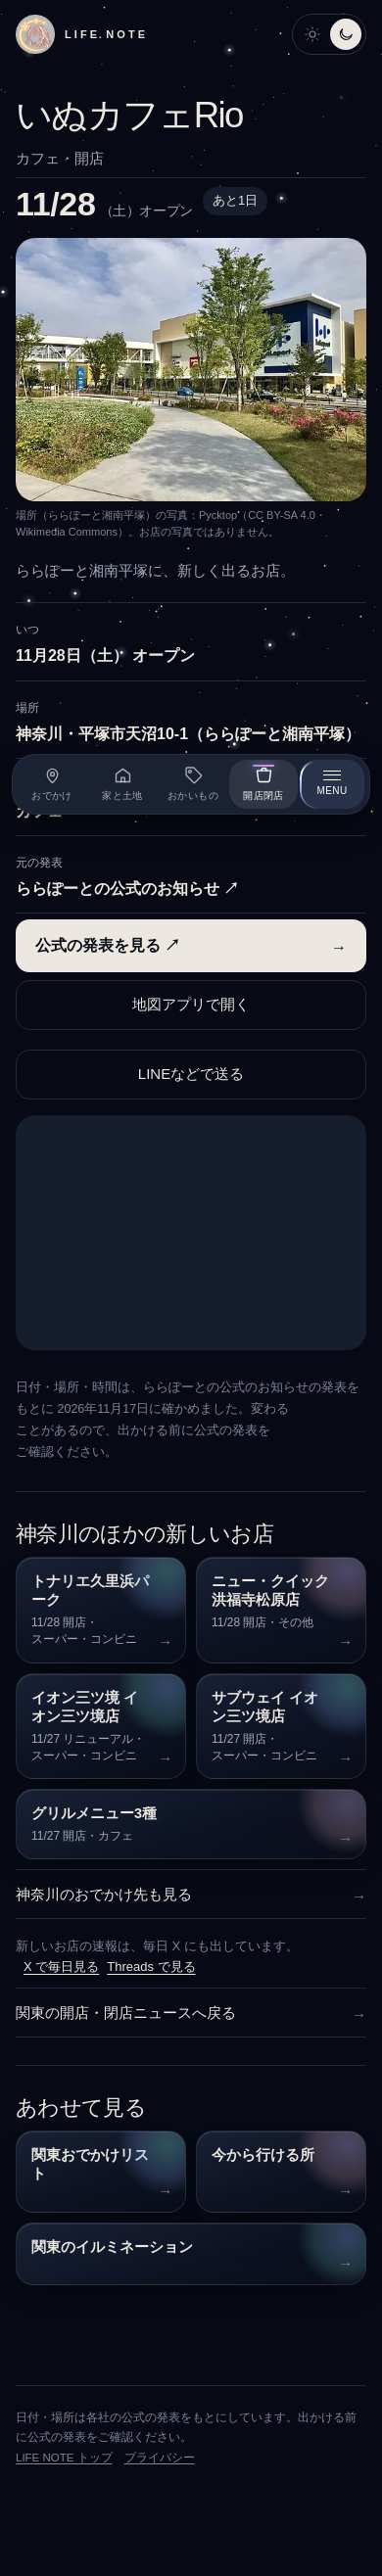 LIFE.NOTE
いぬカフェRio
カフェ・開店
11/28（土）オープン
あと1日
場所（ららぽーと湘南平塚）の写真：Pycktop（CC BY-SA 4.0・
Wikimedia Commons）。お店の写真ではありません。
ららぽーと湘南平塚に、新しく出るお店。
いつ
11月28日（土） オープン
場所
神奈川・平塚市天沼10-1（ららぽーと湘南平塚）
おでかけ
家と土地
おかいもの
開店閉店
MENU
カフェ
元の発表
ららぽーとの公式のお知らせ ↗
公式の発表を見る ↗ →
地図アプリで開く
LINEなどで送る
日付・場所・時間は、ららぽーとの公式のお知らせの発表を
もとに 2026年11月17日に確かめました。変わる
ことがあるので、出かける前に公式の発表を
ご確認ください。
神奈川のほかの新しいお店
トナリエ久里浜パ
ーク
11/28 開店・
スーパー・コンビニ →
ニュー・クイック
洪福寺松原店
11/28 開店・その他 →
イオン三ツ境 イ
オン三ツ境店
11/27 リニューアル・
スーパー・コンビニ →
サブウェイ イオ
ン三ツ境店
11/27 開店・
スーパー・コンビニ →
グリルメニュー3種
11/27 開店・カフェ →
神奈川のおでかけ先も見る →
新しいお店の速報は、毎日 X にも出しています。
X で毎日見る Threads で見る
関東の開店・閉店ニュースへ戻る →
あわせて見る
関東おでかけリス
ト →
今から行ける所 →
関東のイルミネーション →
日付・場所は各社の公式の発表をもとにしています。出かける前
に公式の発表をご確認ください。
LIFE NOTE トップ プライバシー